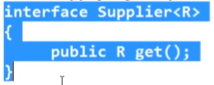 interface Supplier<R>
{
public R get();
}